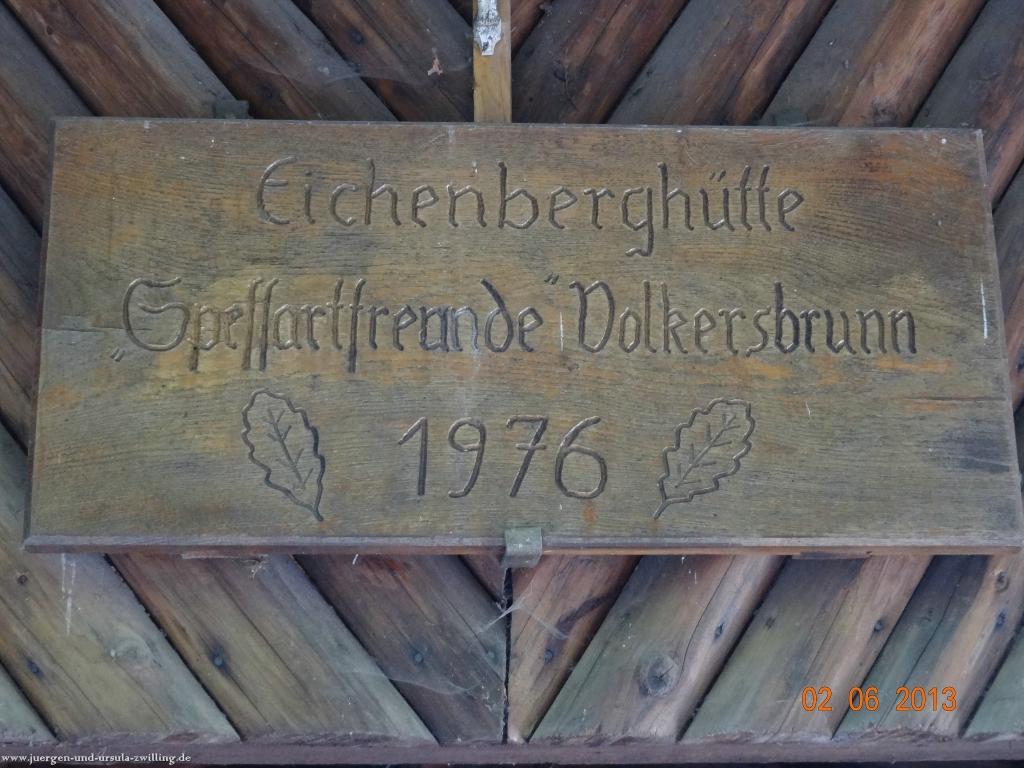 Eichenberghütte
„Speſſartfreunde“ Volkersbrunn
1976
02 06 2013
www.juergen-und-ursula-zwilling.de